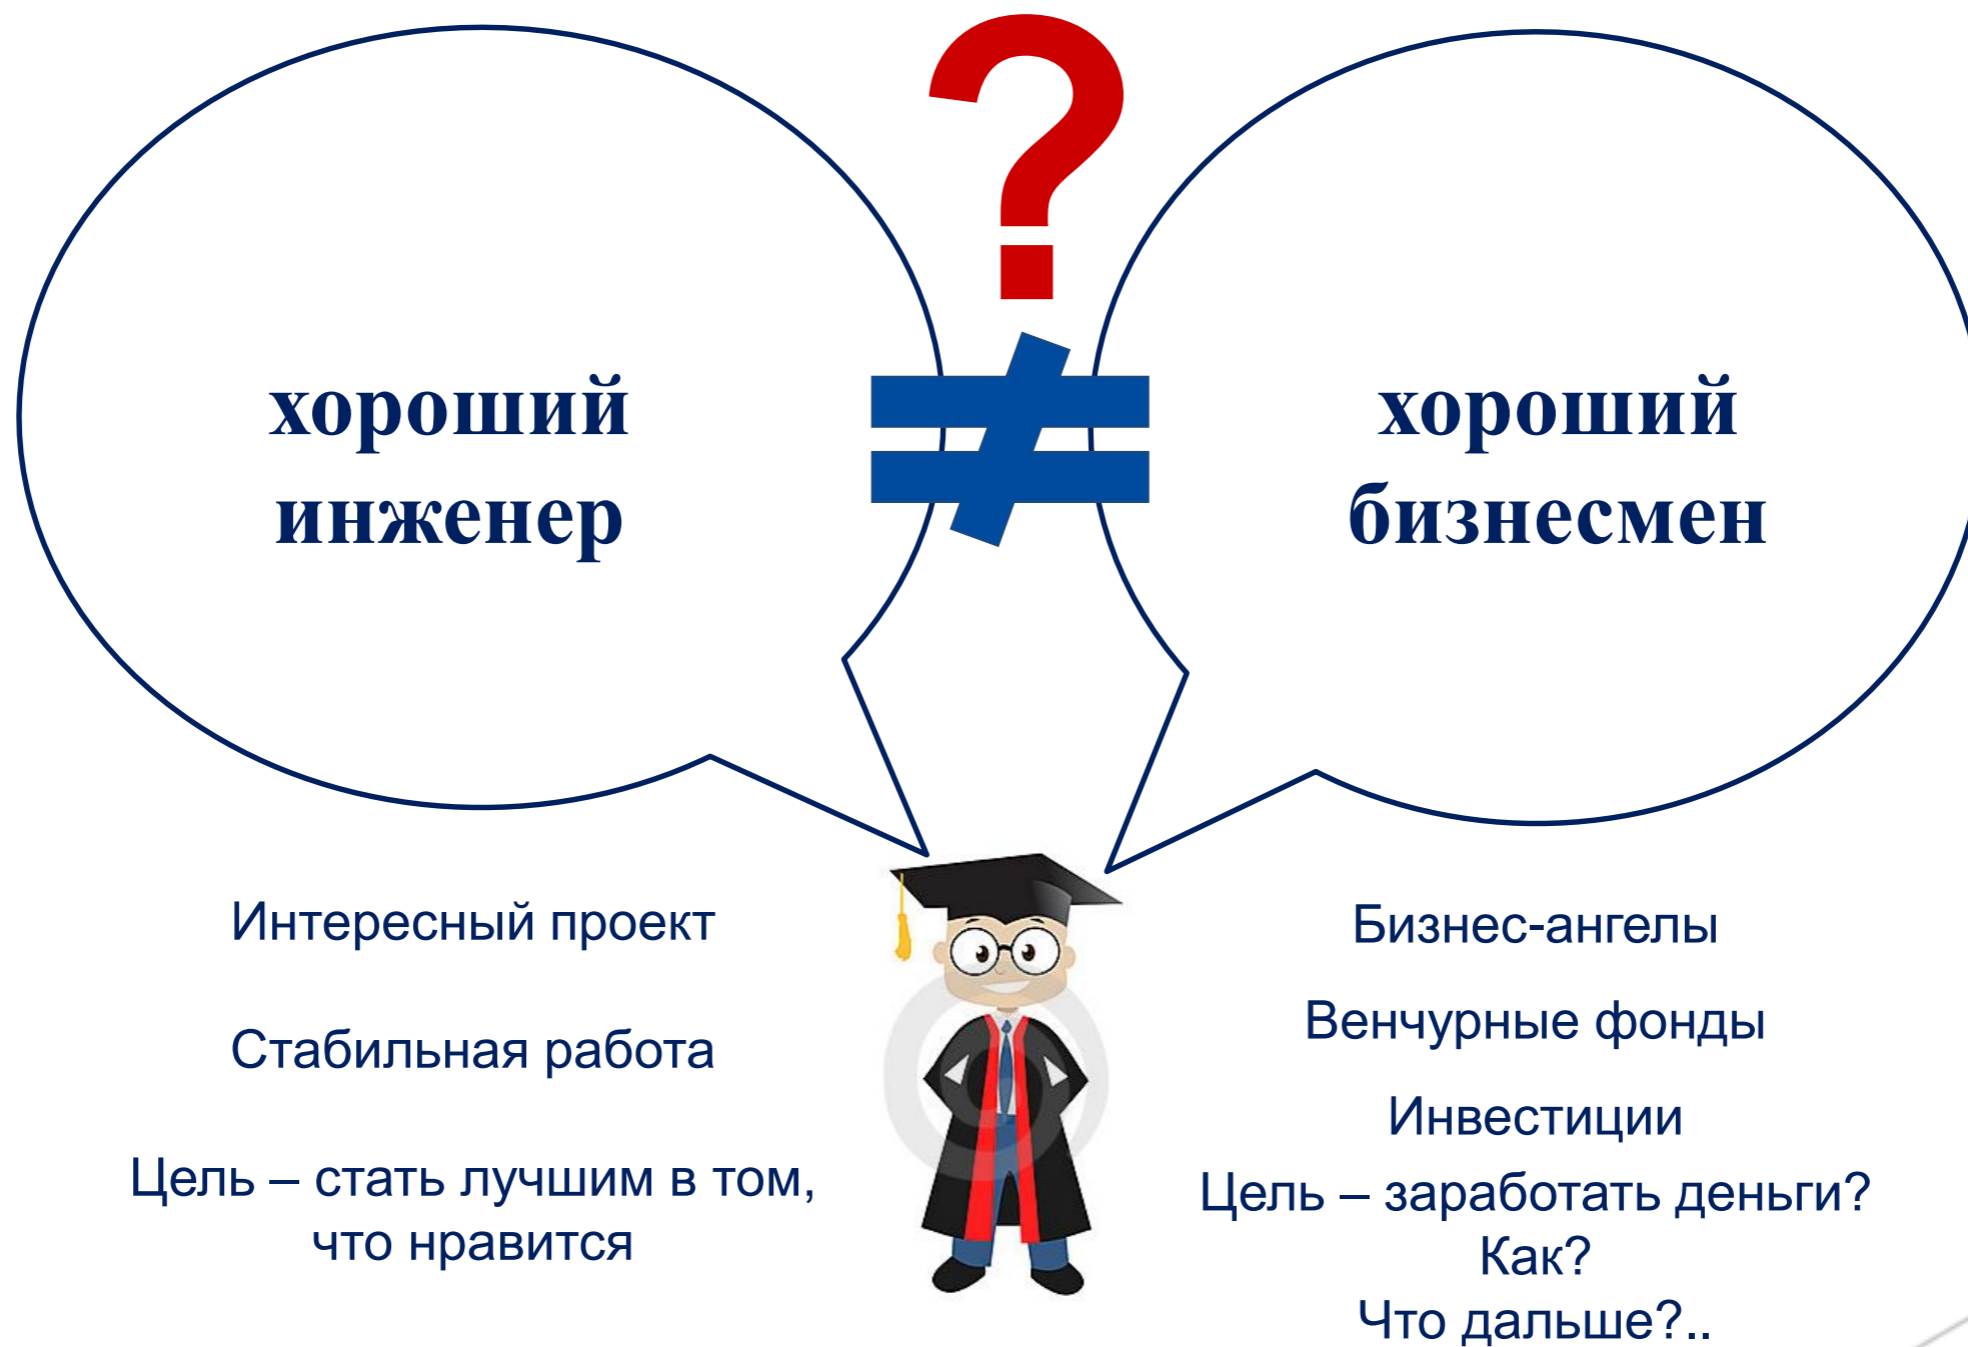 ?
хороший
инженер
≠
хороший
бизнесмен
Интересный проект
Стабильная работа
Цель – стать лучшим в том,
что нравится
Бизнес-ангелы
Венчурные фонды
Инвестиции
Цель – заработать деньги?
Как?
Что дальше?..